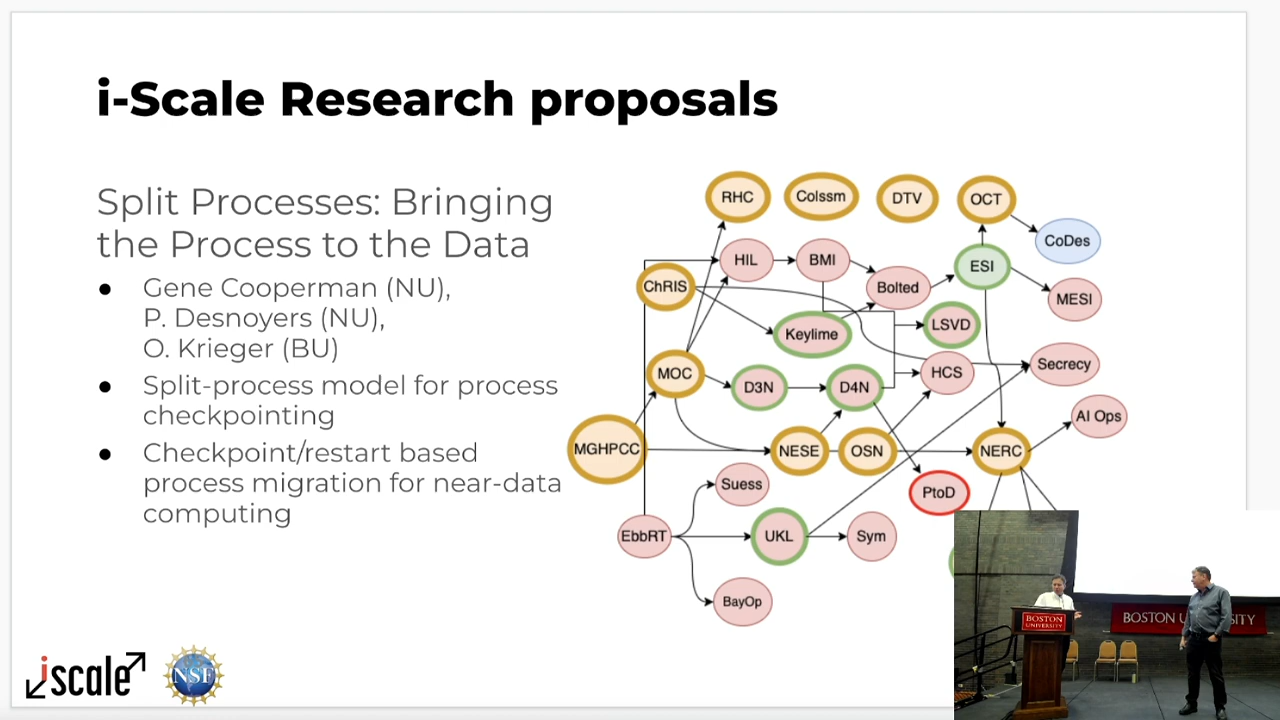 i-Scale Research proposals
Split Processes: Bringing
the Process to the Data
● Gene Cooperman (NU),
P. Desnoyers (NU),
O. Krieger (BU)
● Split-process model for process
checkpointing
● Checkpoint/restart based
process migration for near-data
computing
RHC
Colssm
DTV
OCT
CoDes
HIL
BMI
ESI
ChRIS
Bolted
MESI
Keylime
LSVD
MOC
D3N
D4N
HCS
Secrecy
AI Ops
MGHPCC
NESE
OSN
NERC
Suess
PtoD
EbbRT
UKL
Sym
BayOp
iscale
NSF
BOSTON
UNIVERSITY
BOSTON